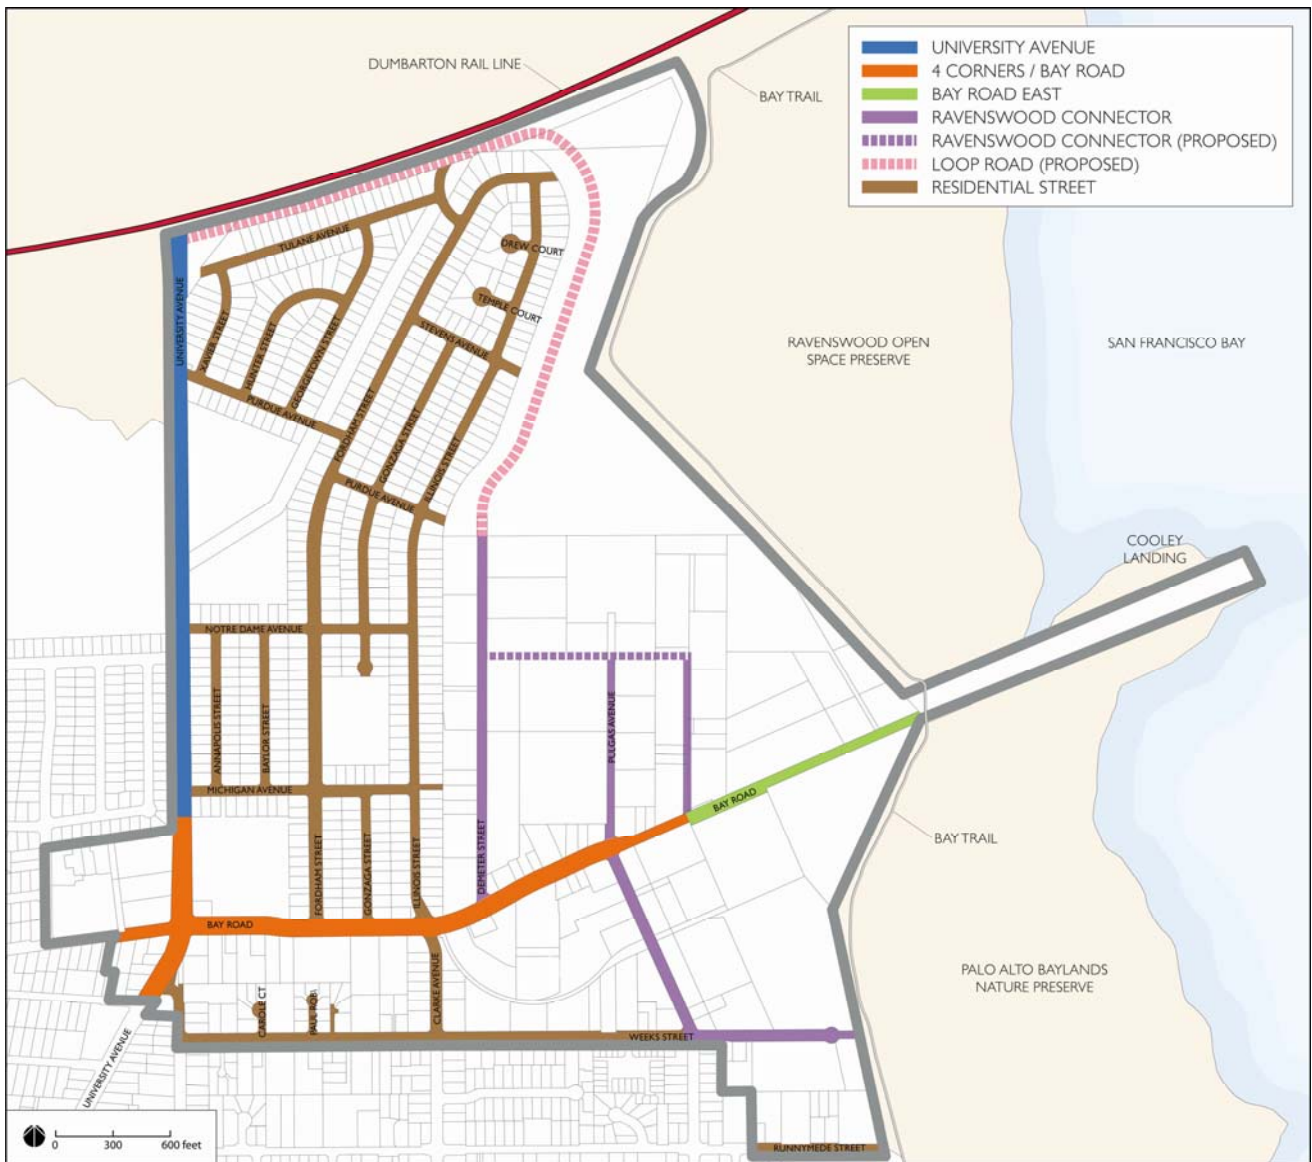 UNIVERSITY AVENUE
4 CORNERS / BAY ROAD
BAY ROAD EAST
RAVENSWOOD CONNECTOR
RAVENSWOOD CONNECTOR (PROPOSED)
LOOP ROAD (PROPOSED)
RESIDENTIAL STREET
DUMBARTON RAIL LINE
BAY TRAIL
TULANE AVENUE
DREW COURT
TEMPLE COURT
UNIVERSITY AVENUE
XAVIER STREET
HUNTER STREET
GEORGETOWN STREET
STEVENS AVENUE
PURDUE AVENUE
FORDHAM STREET
GONZAGA STREET
ILLINOIS STREET
PURDUE AVENUE
RAVENSWOOD OPEN
SPACE PRESERVE
SAN FRANCISCO BAY
COOLEY
LANDING
NOTRE DAME AVENUE
ANNAPOLIS STREET
BAYLOR STREET
PULGAS AVENUE
MICHIGAN AVENUE
BAY ROAD
BAY TRAIL
FORDHAM STREET
GONZAGA STREET
ILLINOIS STREET
DEMETER STREET
BAY ROAD
CAROLE CT
PAUL ROB
CLARKE AVENUE
PALO ALTO BAYLANDS
NATURE PRESERVE
WEEKS STREET
UNIVERSITY AVENUE
RUNNYMEDE STREET
0 300 600 feet